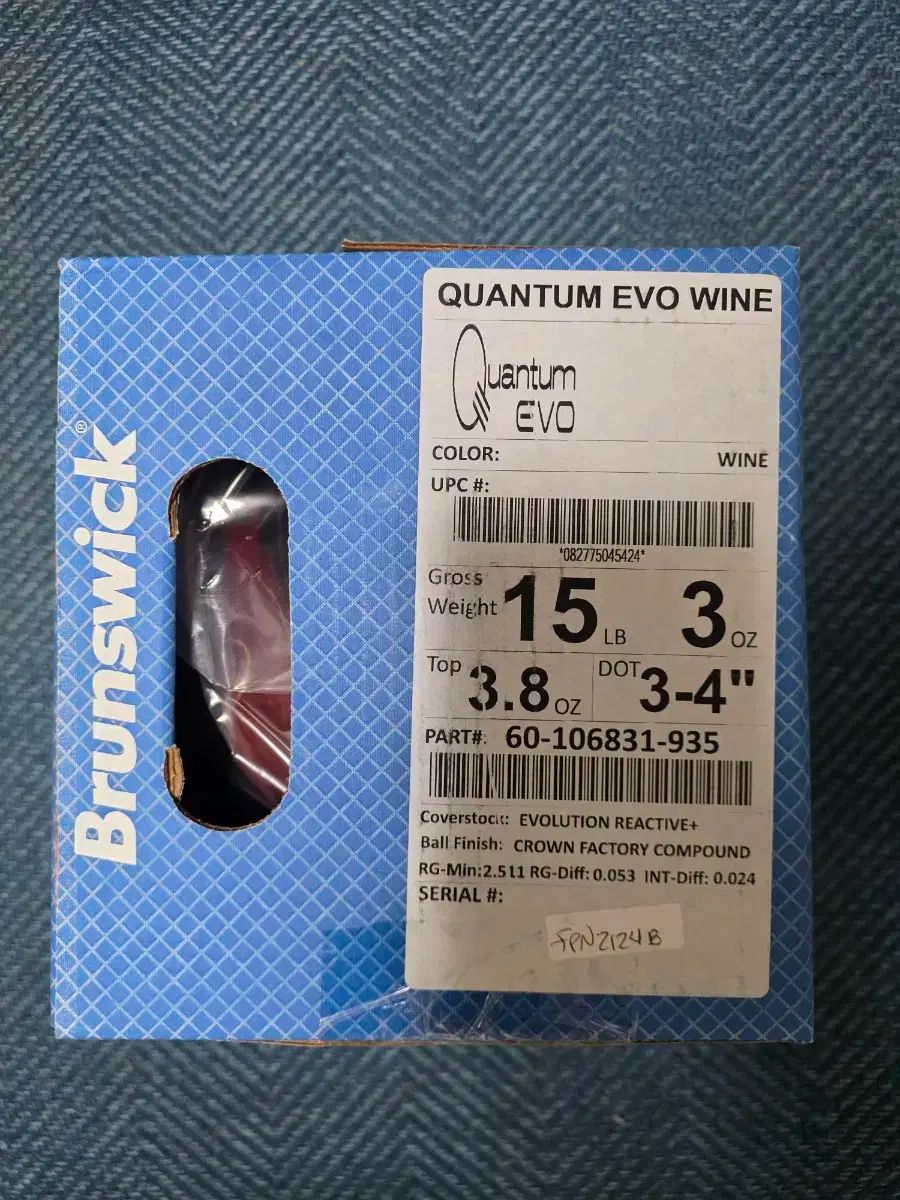 Brunswick®
QUANTUM EVO WINE
Quantum
EVO
COLOR: WINE
UPC #:
*082775045424*
Gross
Weight 15 LB 3 OZ
Top 3.8 OZ DOT 3-4"
PART#: 60-106831-935
Coverstock: EVOLUTION REACTIVE+
Ball Finish: CROWN FACTORY COMPOUND
RG-Min:2.511 RG-Diff: 0.053 INT-Diff: 0.024
SERIAL #: